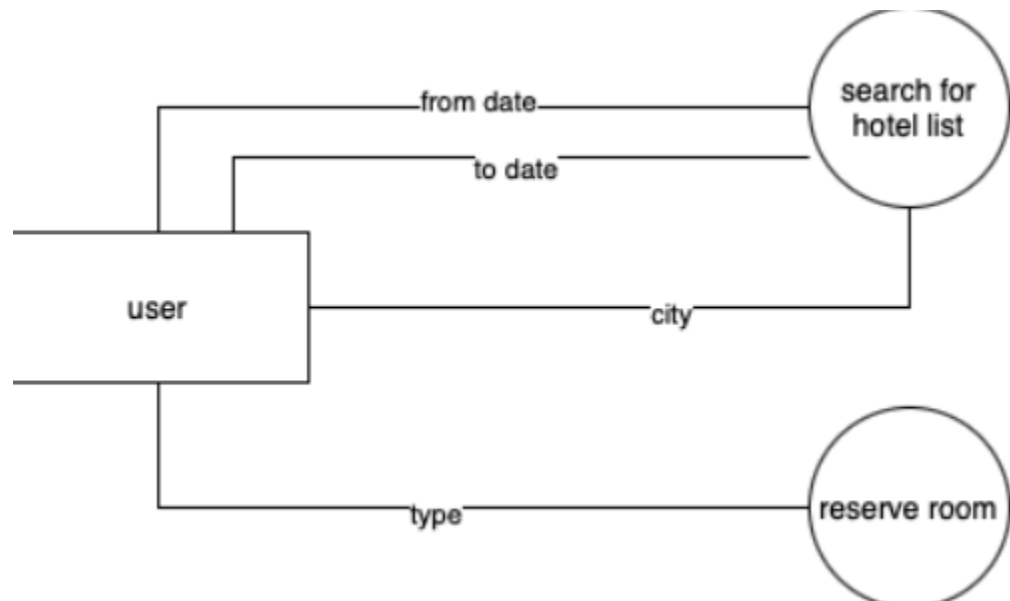 from date
search for
hotel list
to date
user
city
type
reserve room